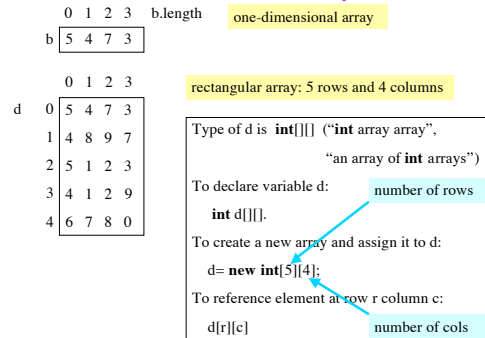 0 1 2 3 b.length
one-dimensional array
b 5 4 7 3
0 1 2 3
rectangular array: 5 rows and 4 columns
d 0 5 4 7 3
1 4 8 9 7
2 5 1 2 3
3 4 1 2 9
4 6 7 8 0
Type of d is int[][] (“int array array”,
“an array of int arrays”)
To declare variable d:
number of rows
int d[][].
To create a new array and assign it to d:
d= new int[5][4];
To reference element at row r column c:
d[r][c]
number of cols